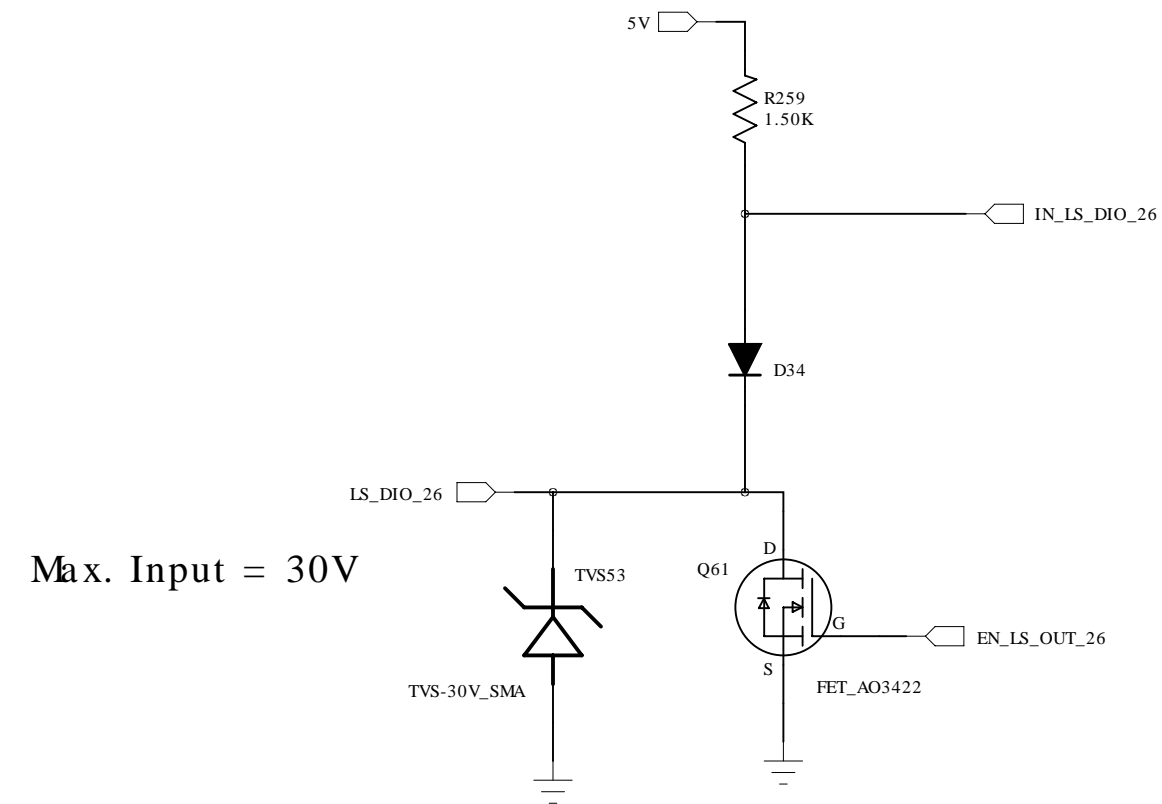 5V
R259
1.50K
IN_LS_DIO_26
D34
LS_DIO_26
D
Max. Input = 30V
Q61
TVS53
G
EN_LS_OUT_26
S
TVS-30V_SMA
FET_AO3422